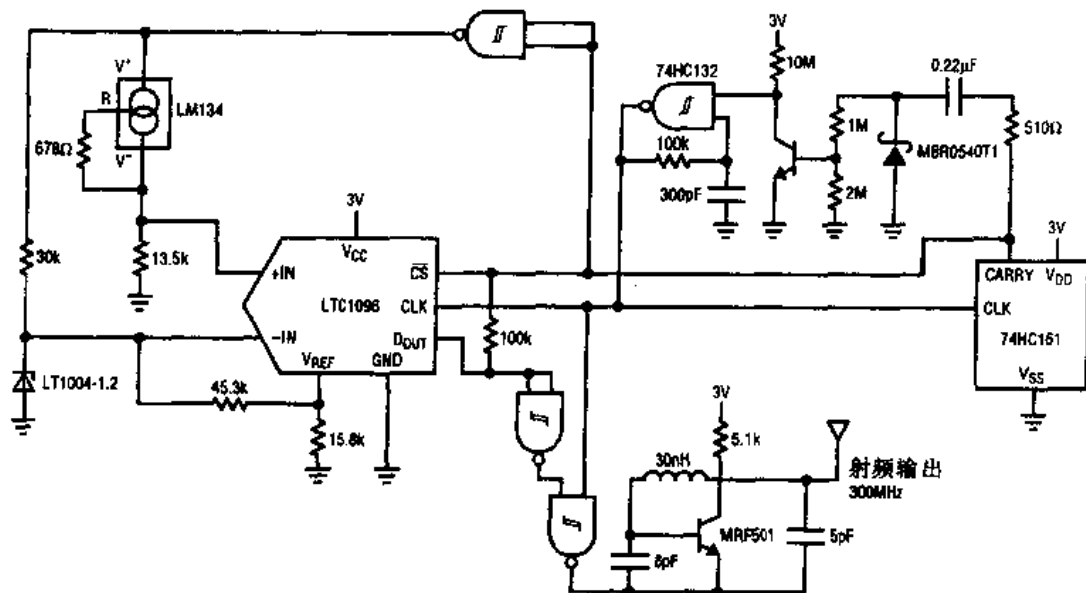 3V
10M
74HC132
0.22μF
V⁺
R
LM134
678Ω
V⁻
100k
1M
MBR0540T1
510Ω
300pF
2M
3V
3V
30k
13.5k
+IN
VCC
C̅S̅
CARRY
VDD
LTC1096
CLK
CLK
DOUT
100k
74HC161
-IN
VREF
GND
VSS
LT1004-1.2
45.3k
3V
15.8k
5.1k
30nH
射频输出
300MHz
MRF501
8pF
5pF